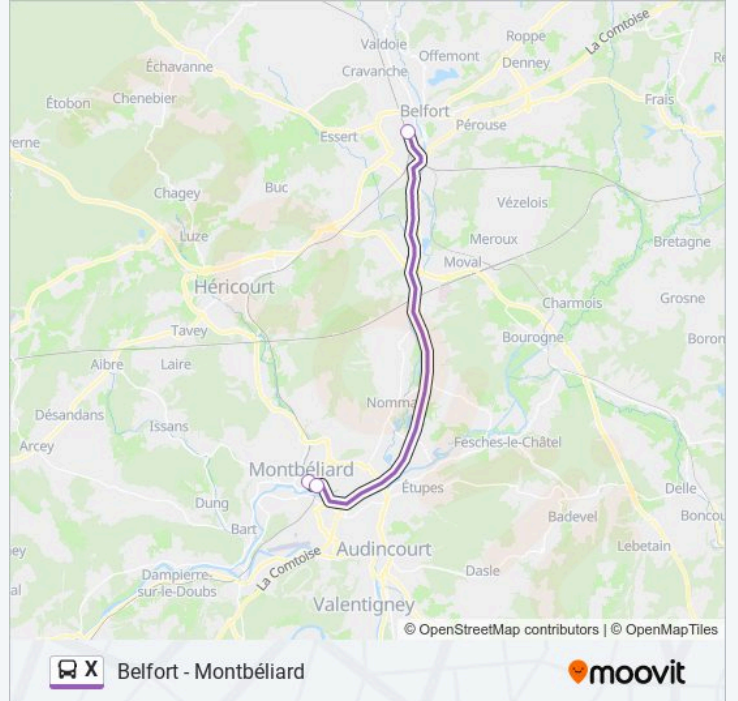 Roppe
La Comtoise
Valdoie
Offemont
Denney
Échavanne
Cravanche
Chenebier
Étobon
Frais
Belfort
Pérouse
Essert
Chagey
Buc
Vézelois
Luze
Meroux
Bretagne
Moval
Héricourt
Grosne
Charmois
Tavey
Bourogne
Aibre
Laire
Nomma
Désandans
Issans
Fesches-le-Châtel
Arcey
Montbéliard
Étupes
Delle
Dung
Badevel
Bart
Lebetain
Audincourt
La Comtoise
Dasle
Dampierre-
sur-le-Doubs
Valentigney
© OpenStreetMap contributors | © OpenMapTiles
X Belfort - Montbéliard
moovit